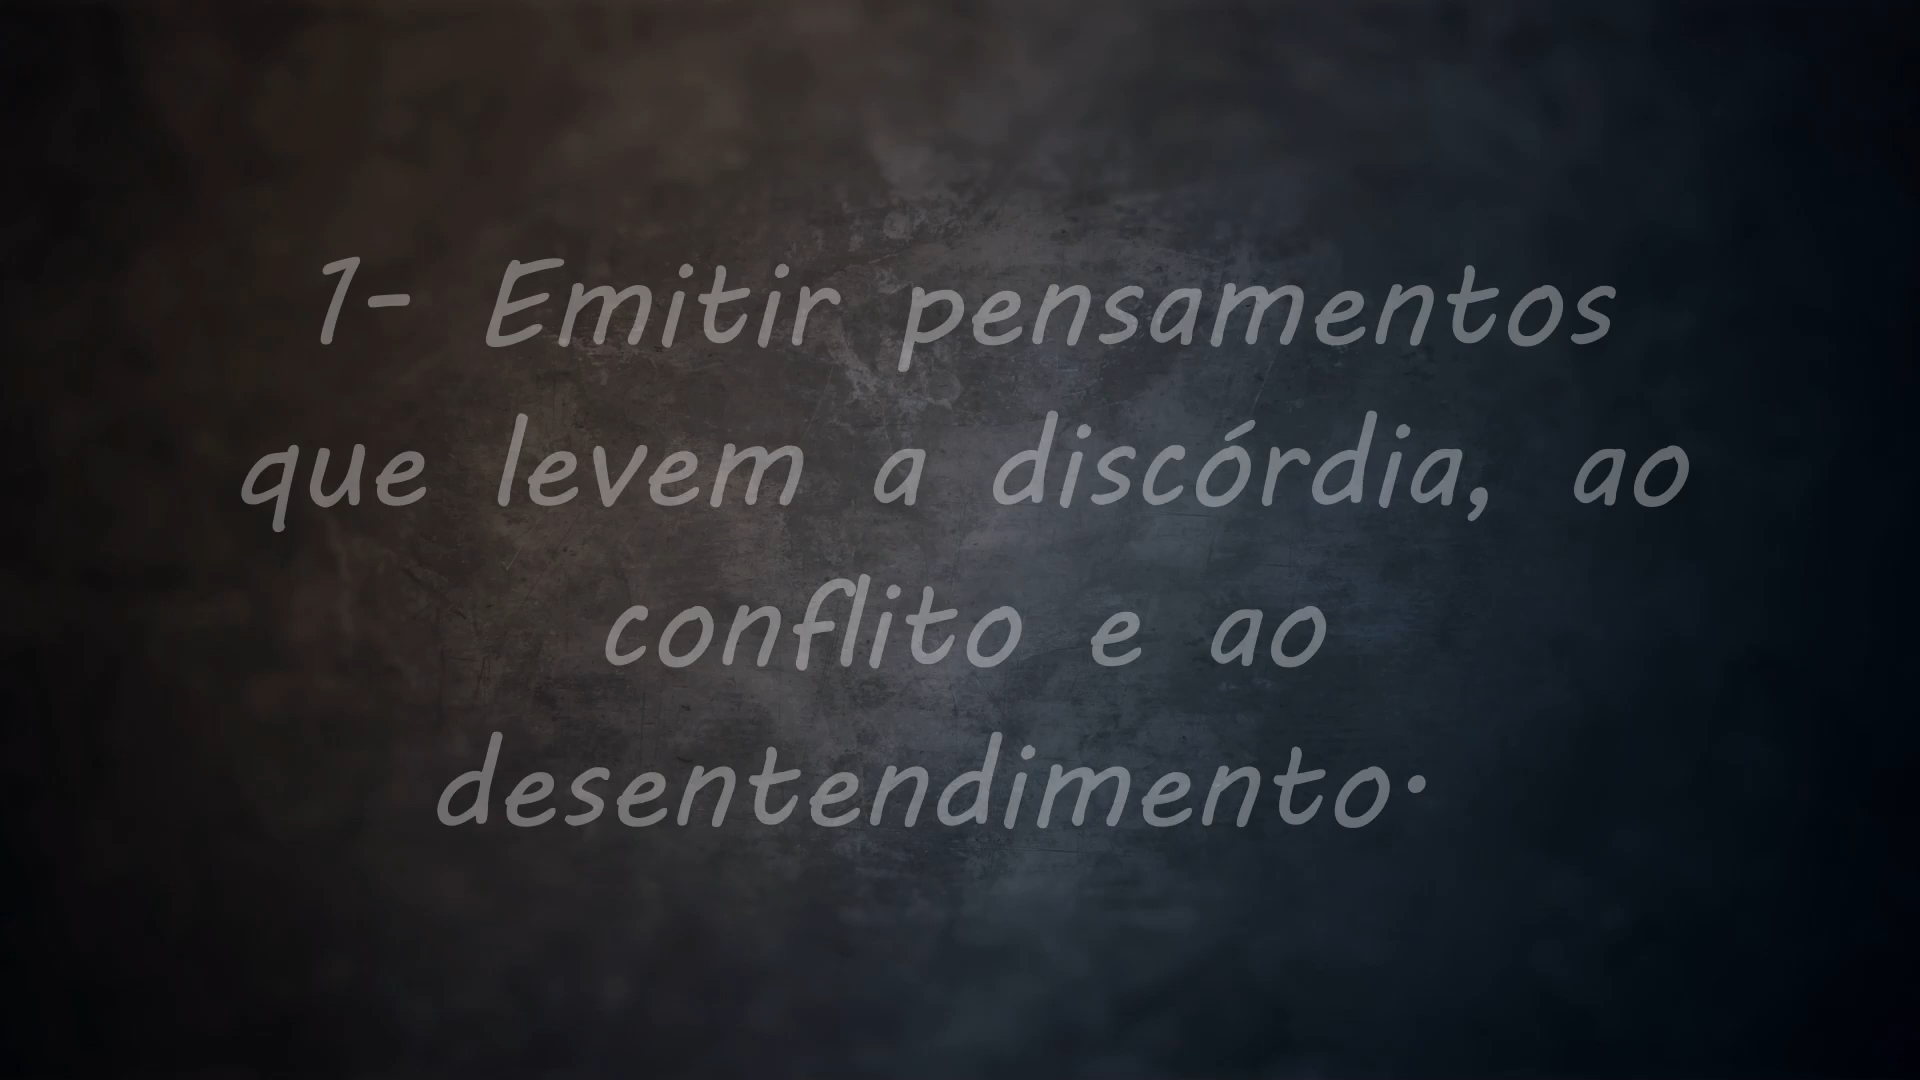 1- Emitir pensamentos
que levem a discórdia, ao
conflito e ao
desentendimento.